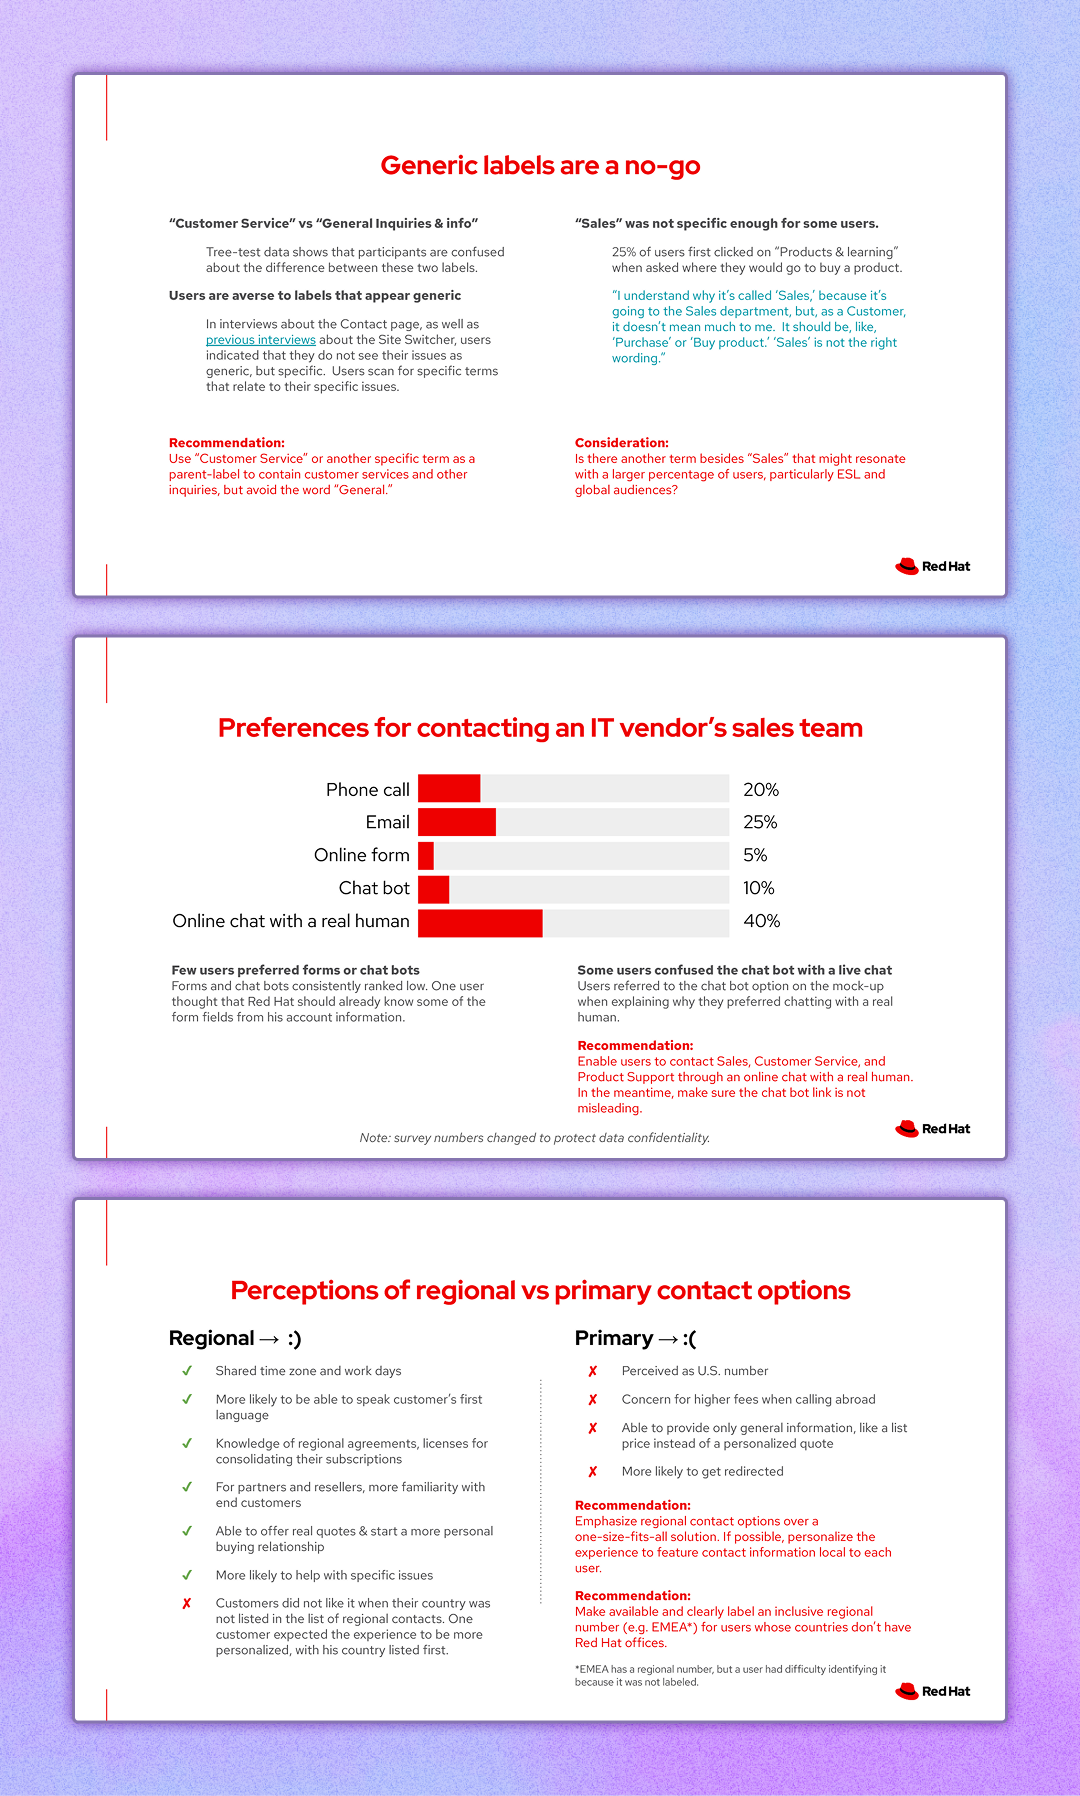 Generic labels are a no-go
“Customer Service” vs “General Inquiries & info”
Tree-test data shows that participants are confused
about the difference between these two labels.
Users are averse to labels that appear generic
In interviews about the Contact page, as well as
previous interviews about the Site Switcher, users
indicated that they do not see their issues as
generic, but specific.  Users scan for specific terms
that relate to their specific issues.
Recommendation:
Use “Customer Service” or another specific term as a
parent-label to contain customer services and other
inquiries, but avoid the word “General.”
“Sales” was not specific enough for some users.
25% of users first clicked on “Products & learning”
when asked where they would go to buy a product.
“I understand why it’s called ‘Sales,’ because it’s
going to the Sales department, but, as a Customer,
it doesn’t mean much to me.  It should be, like,
‘Purchase’ or ‘Buy product.’ ‘Sales’ is not the right
wording.”
Consideration:
Is there another term besides “Sales” that might resonate
with a larger percentage of users, particularly ESL and
global audiences?
Red Hat
Preferences for contacting an IT vendor’s sales team
Phone call 20%
Email 25%
Online form 5%
Chat bot 10%
Online chat with a real human 40%
Few users preferred forms or chat bots
Forms and chat bots consistently ranked low. One user
thought that Red Hat should already know some of the
form fields from his account information.
Some users confused the chat bot with a live chat
Users referred to the chat bot option on the mock-up
when explaining why they preferred chatting with a real
human.
Recommendation:
Enable users to contact Sales, Customer Service, and
Product Support through an online chat with a real human.
In the meantime, make sure the chat bot link is not
misleading.
Note: survey numbers changed to protect data confidentiality.
Red Hat
Perceptions of regional vs primary contact options
Regional → :)
✓ Shared time zone and work days
✓ More likely to be able to speak customer’s first
language
✓ Knowledge of regional agreements, licenses for
consolidating their subscriptions
✓ For partners and resellers, more familiarity with
end customers
✓ Able to offer real quotes & start a more personal
buying relationship
✓ More likely to help with specific issues
✗ Customers did not like it when their country was
not listed in the list of regional contacts. One
customer expected the experience to be more
personalized, with his country listed first.
Primary → :(
✗ Perceived as U.S. number
✗ Concern for higher fees when calling abroad
✗ Able to provide only general information, like a list
price instead of a personalized quote
✗ More likely to get redirected
Recommendation:
Emphasize regional contact options over a
one-size-fits-all solution. If possible, personalize the
experience to feature contact information local to each
user.
Recommendation:
Make available and clearly label an inclusive regional
number (e.g. EMEA*) for users whose countries don’t have
Red Hat offices.
*EMEA has a regional number, but a user had difficulty identifying it
because it was not labeled.
Red Hat